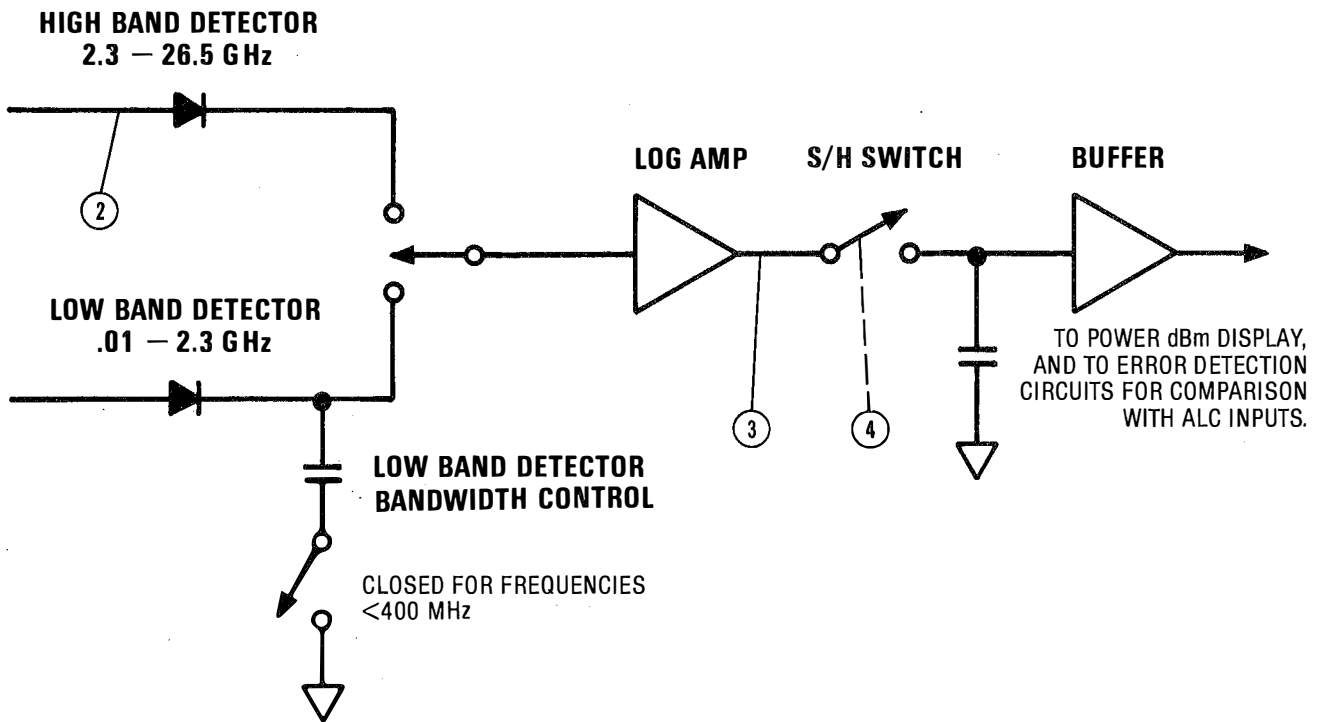 HIGH BAND DETECTOR
2.3 — 26.5 GHz
2
LOG AMP
S/H SWITCH
BUFFER
3
4
TO POWER dBm DISPLAY,
AND TO ERROR DETECTION
CIRCUITS FOR COMPARISON
WITH ALC INPUTS.
LOW BAND DETECTOR
.01 — 2.3 GHz
LOW BAND DETECTOR
BANDWIDTH CONTROL
CLOSED FOR FREQUENCIES
<400 MHz